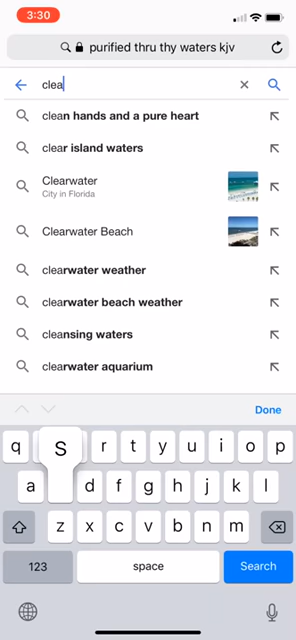 3:30
purified thru thy waters kjv
clea
clean hands and a pure heart
clear island waters
Clearwater
City in Florida
Clearwater Beach
clearwater weather
clearwater beach weather
cleansing waters
clearwater aquarium
Done
q S r t y u i o p
a d f g h j k l
z x c v b n m
123 space Search